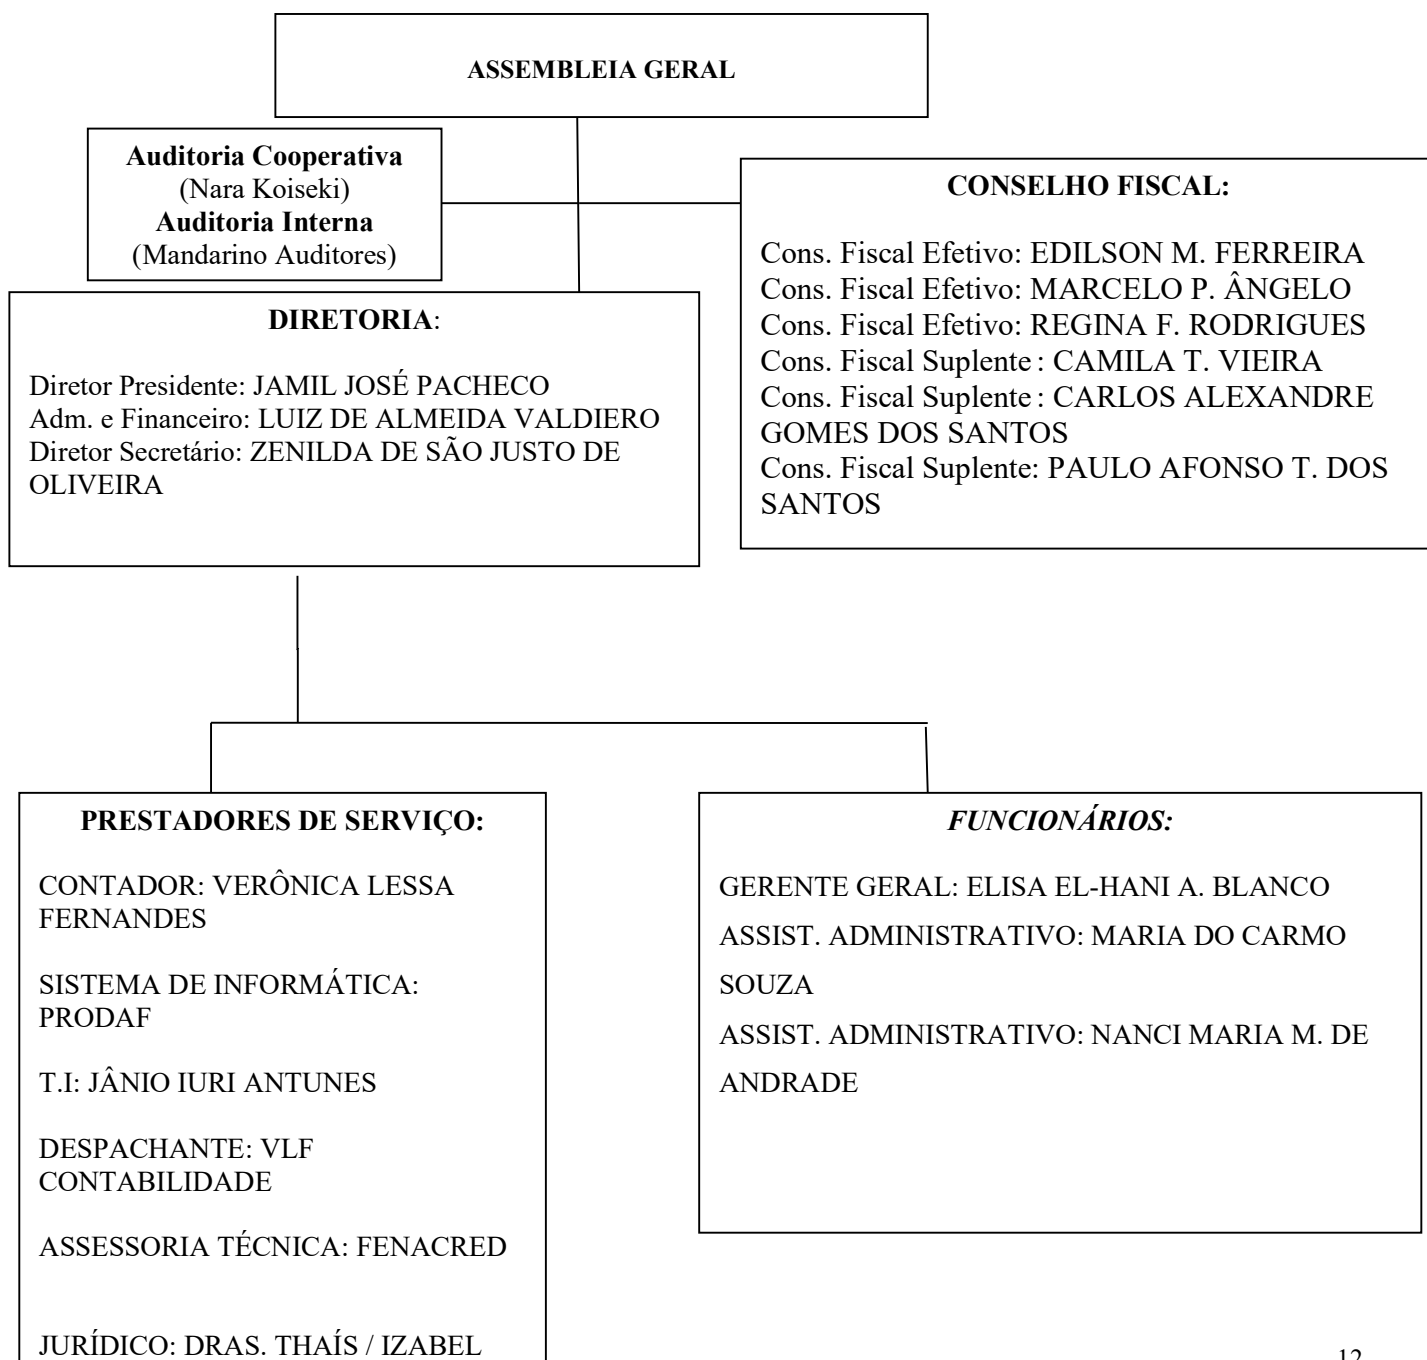 ASSEMBLEIA GERAL
Auditoria Cooperativa
(Nara Koiseki)
Auditoria Interna
(Mandarino Auditores)
CONSELHO FISCAL:
Cons. Fiscal Efetivo: EDILSON M. FERREIRA
Cons. Fiscal Efetivo: MARCELO P. ÂNGELO
Cons. Fiscal Efetivo: REGINA F. RODRIGUES
Cons. Fiscal Suplente : CAMILA T. VIEIRA
Cons. Fiscal Suplente : CARLOS ALEXANDRE
GOMES DOS SANTOS
Cons. Fiscal Suplente: PAULO AFONSO T. DOS
SANTOS
DIRETORIA:
Diretor Presidente: JAMIL JOSÉ PACHECO
Adm. e Financeiro: LUIZ DE ALMEIDA VALDIERO
Diretor Secretário: ZENILDA DE SÃO JUSTO DE
OLIVEIRA
PRESTADORES DE SERVIÇO:
CONTADOR: VERÔNICA LESSA
FERNANDES
SISTEMA DE INFORMÁTICA:
PRODAF
T.I: JÂNIO IURI ANTUNES
DESPACHANTE: VLF
CONTABILIDADE
ASSESSORIA TÉCNICA: FENACRED
JURÍDICO: DRAS. THAÍS / IZABEL
FUNCIONÁRIOS:
GERENTE GERAL: ELISA EL-HANI A. BLANCO
ASSIST. ADMINISTRATIVO: MARIA DO CARMO
SOUZA
ASSIST. ADMINISTRATIVO: NANCI MARIA M. DE
ANDRADE
12